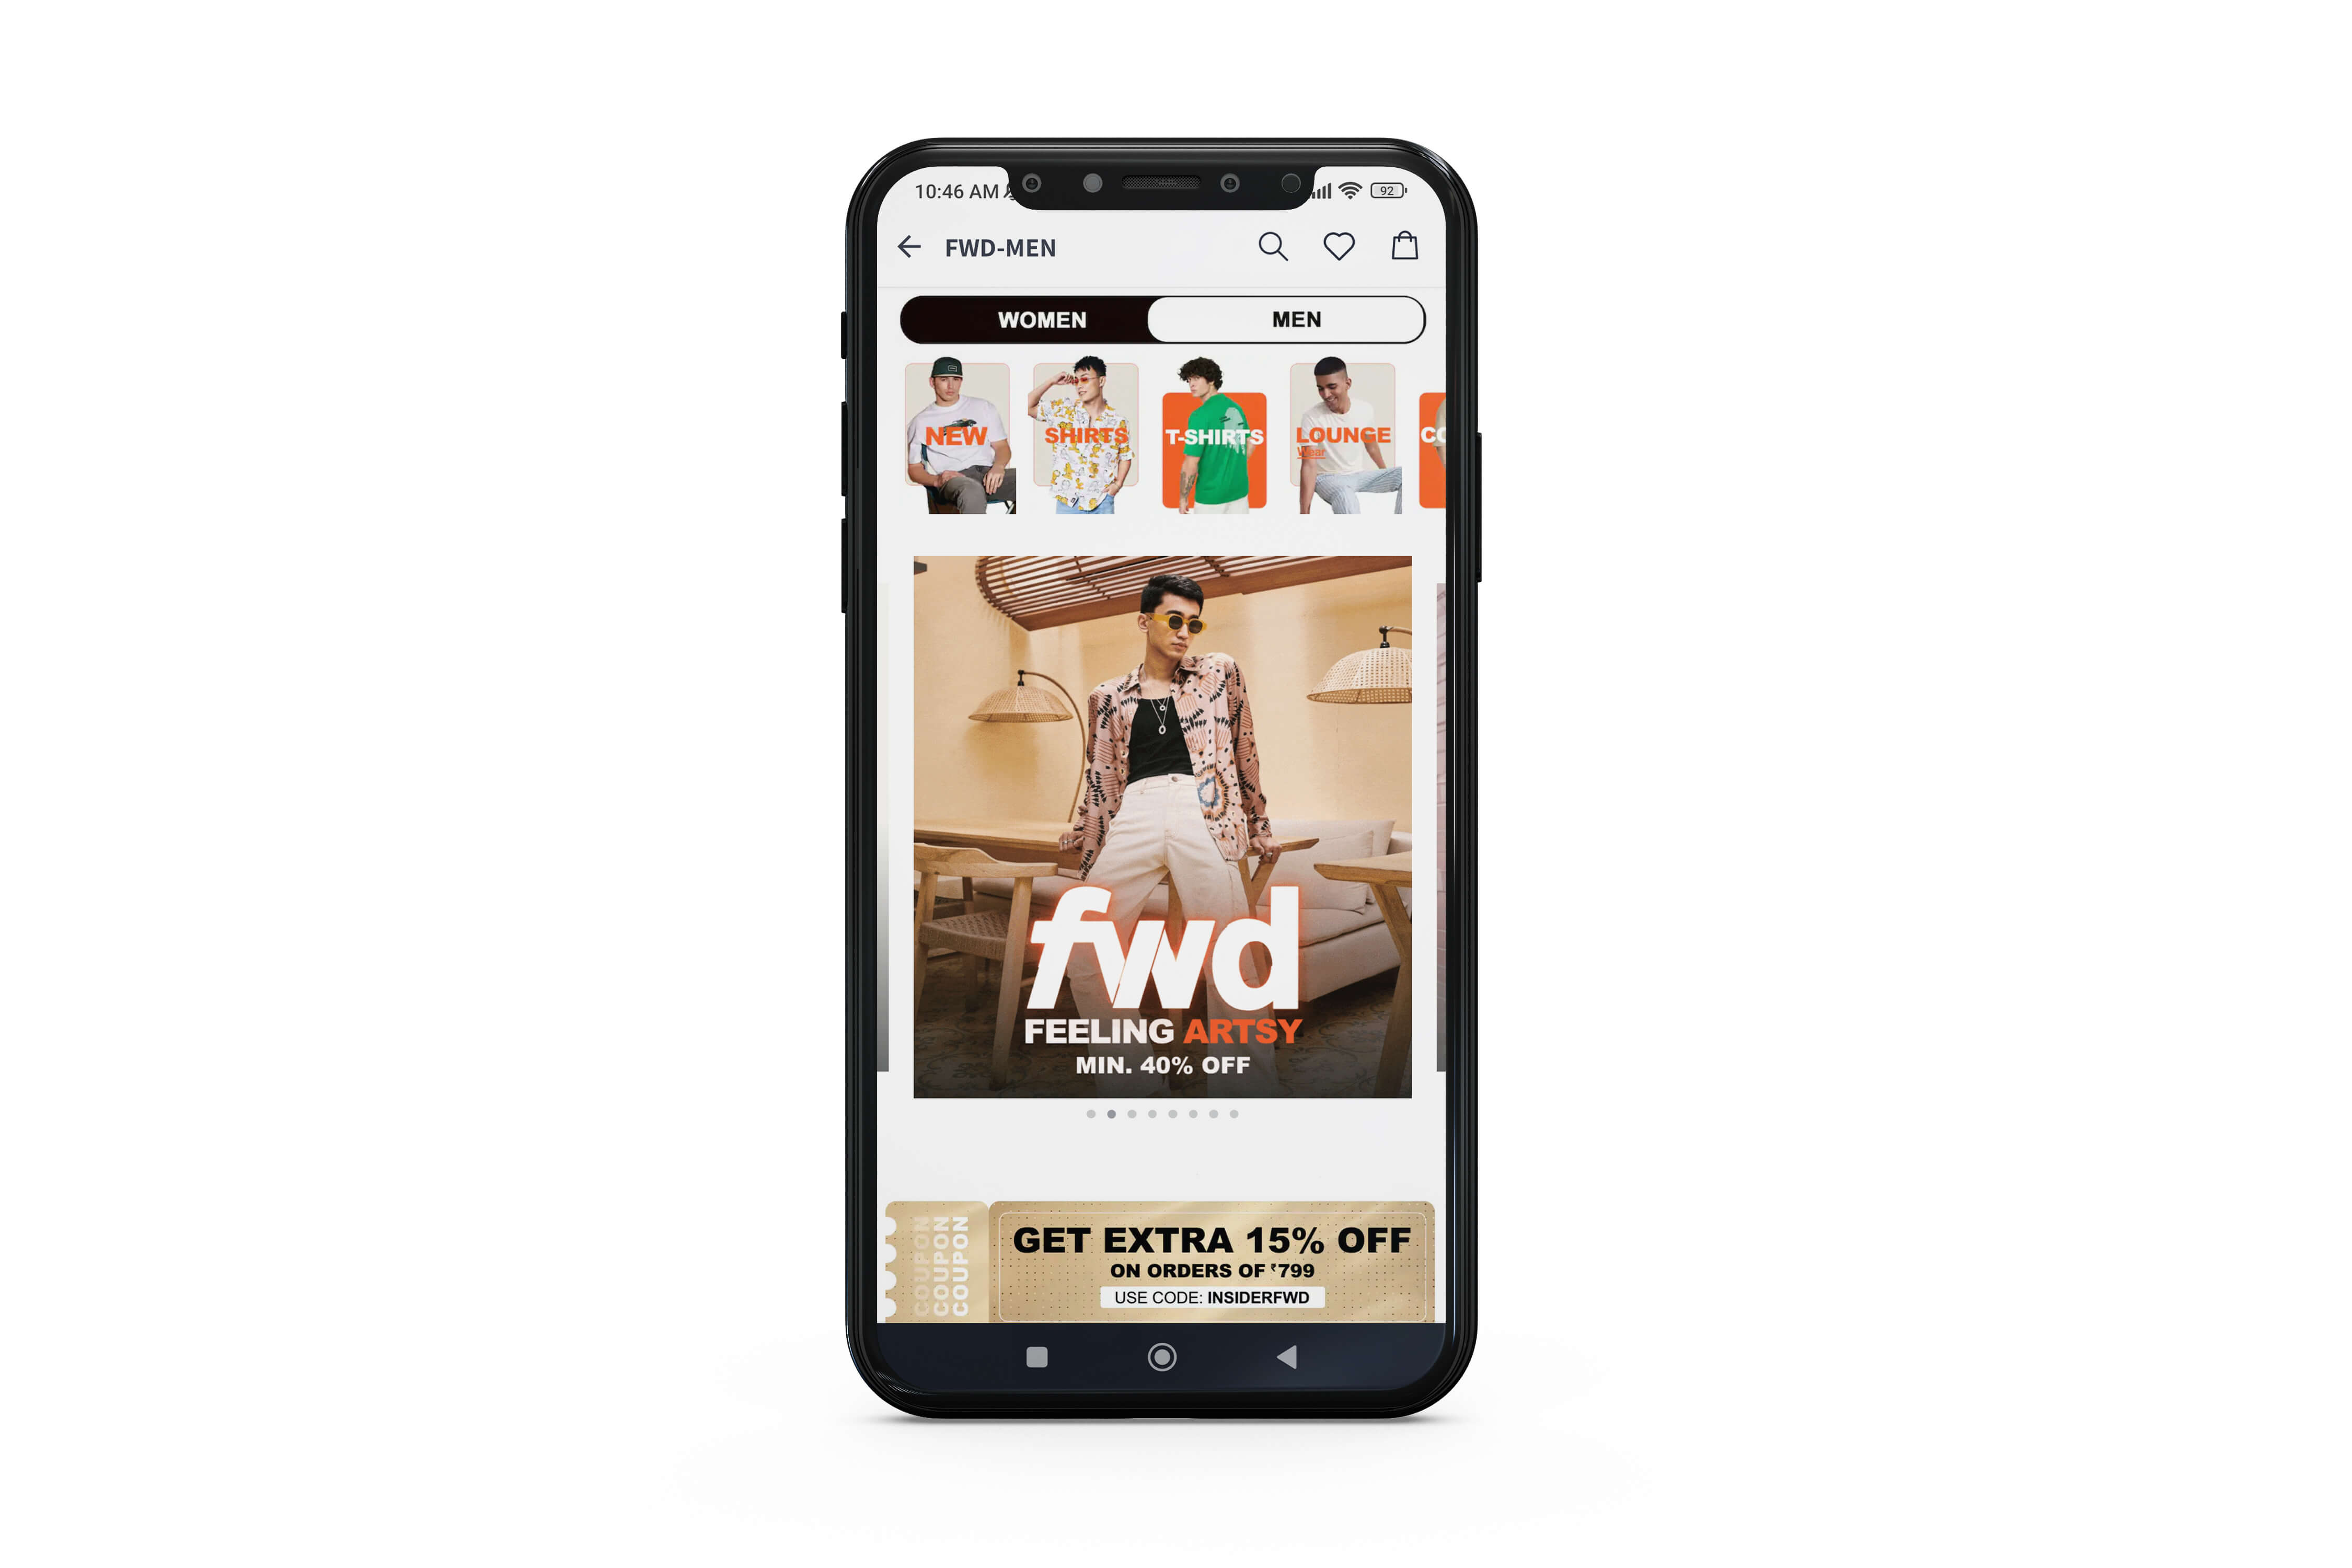 10:46 AM
92
FWD-MEN
WOMEN
MEN
NEW
SHIRTS
T-SHIRTS
LOUNGE
Wear
fwd
FEELING ARTSY
MIN. 40% OFF
COUPON
COUPON
COUPON
GET EXTRA 15% OFF
ON ORDERS OF ₹799
USE CODE: INSIDERFWD